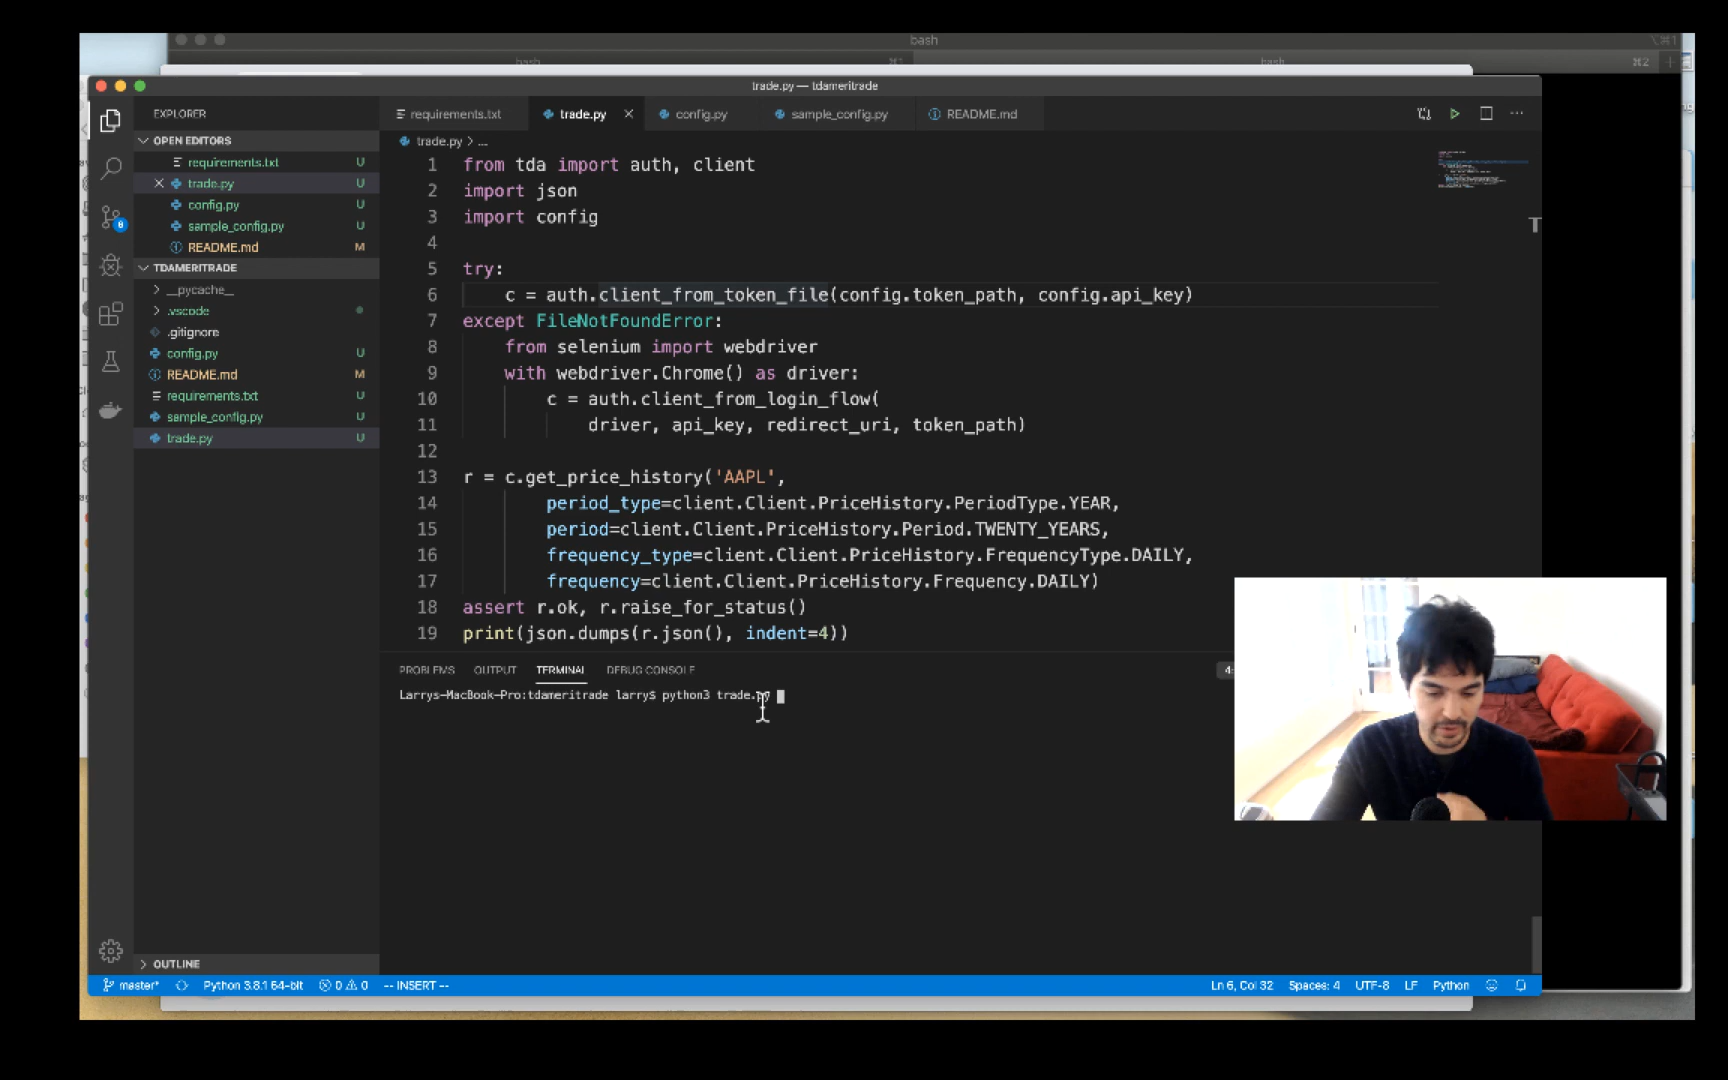 bash
⌥⌘1
bash ⌘1
bash ⌘2
trade.py — tdameritrade
EXPLORER
OPEN EDITORS
requirements.txt U
trade.py U
config.py U
sample_config.py U
README.md M
TDAMERITRADE
__pycache__
.vscode
.gitignore
config.py U
README.md M
requirements.txt U
sample_config.py U
trade.py U
OUTLINE
requirements.txt trade.py config.py sample_config.py README.md
trade.py > ...
1 from tda import auth, client
2 import json
3 import config
4
5 try:
6 c = auth.client_from_token_file(config.token_path, config.api_key)
7 except FileNotFoundError:
8 from selenium import webdriver
9 with webdriver.Chrome() as driver:
10 c = auth.client_from_login_flow(
11 driver, api_key, redirect_uri, token_path)
12
13 r = c.get_price_history('AAPL',
14 period_type=client.Client.PriceHistory.PeriodType.YEAR,
15 period=client.Client.PriceHistory.Period.TWENTY_YEARS,
16 frequency_type=client.Client.PriceHistory.FrequencyType.DAILY,
17 frequency=client.Client.PriceHistory.Frequency.DAILY)
18 assert r.ok, r.raise_for_status()
19 print(json.dumps(r.json(), indent=4))
PROBLEMS OUTPUT TERMINAL DEBUG CONSOLE 4:
Larrys-MacBook-Pro:tdameritrade larry$ python3 trade.py
master* Python 3.8.1 64-bit 0 0 -- INSERT -- Ln 6, Col 32 Spaces: 4 UTF-8 LF Python